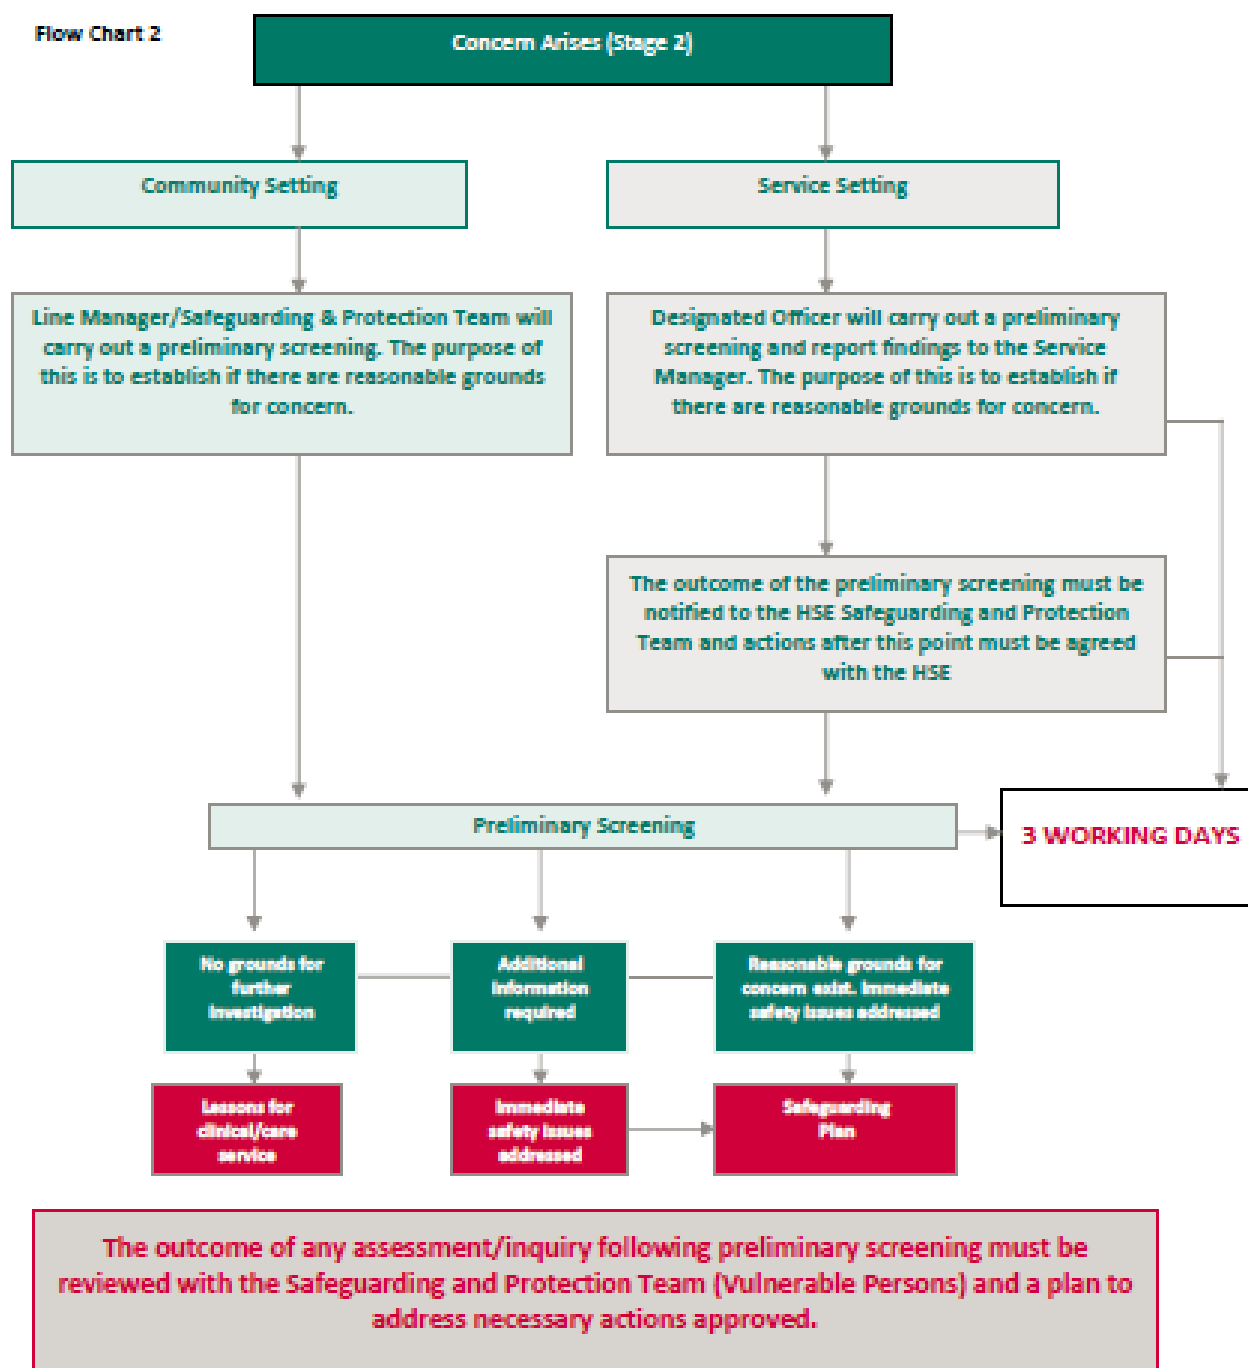 Flow Chart 2
Concern Arises (Stage 2)
Community Setting
Service Setting
Line Manager/Safeguarding & Protection Team will
carry out a preliminary screening. The purpose of
this is to establish if there are reasonable grounds
for concern.
Designated Officer will carry out a preliminary
screening and report findings to the Service
Manager. The purpose of this is to establish if
there are reasonable grounds for concern.
The outcome of the preliminary screening must be
notified to the HSE Safeguarding and Protection
Team and actions after this point must be agreed
with the HSE
Preliminary Screening
3 WORKING DAYS
No grounds for
further
investigation
Additional
information
required
Reasonable grounds for
concern exist. Immediate
safety issues addressed
Lessons for
clinical/care
service
Immediate
safety issues
addressed
Safeguarding
Plan
The outcome of any assessment/inquiry following preliminary screening must be
reviewed with the Safeguarding and Protection Team (Vulnerable Persons) and a plan to
address necessary actions approved.